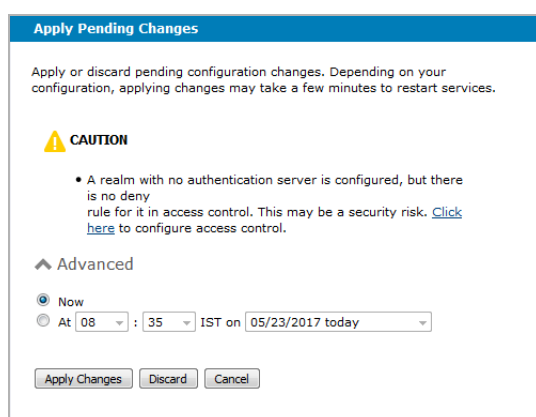 Apply Pending Changes
Apply or discard pending configuration changes. Depending on your
configuration, applying changes may take a few minutes to restart services.
CAUTION
• A realm with no authentication server is configured, but there
is no deny
rule for it in access control. This may be a security risk. Click
here to configure access control.
Advanced
Now
At 08 : 35 IST on 05/23/2017 today
Apply Changes Discard Cancel